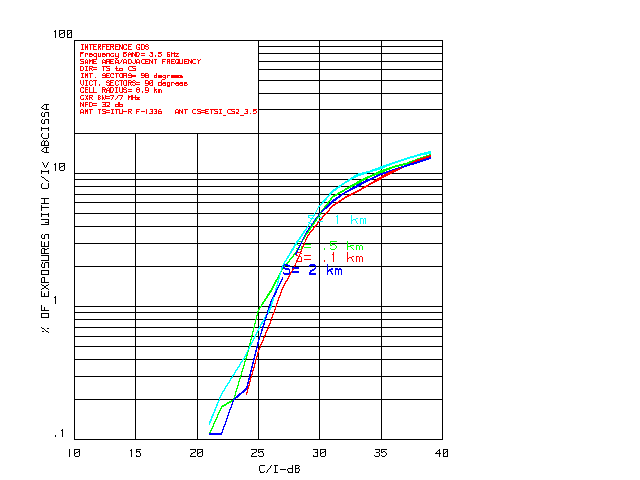 100
INTERFERENCE GDS
Frequency BAND= 3.5 GHz
SAME AREA/ADJACENT FREQUENCY
DIR= TS to CS
INT. SECTORS= 90 degrees
VICT. SECTORS= 90 degrees
CELL RADIUS= 0.9 km
CXR BW=7/7 MHz
NFD= 32 db
ANT TS=ITU-R F-1336 ANT CS=ETSI_CS2_3.5
% OF EXPOSURES WITH C/I< ABCISSA
10
S= 1 km
S= .5 km
S= .1 km
S= 2 km
1
.1
10 15 20 25 30 35 40
C/I-dB